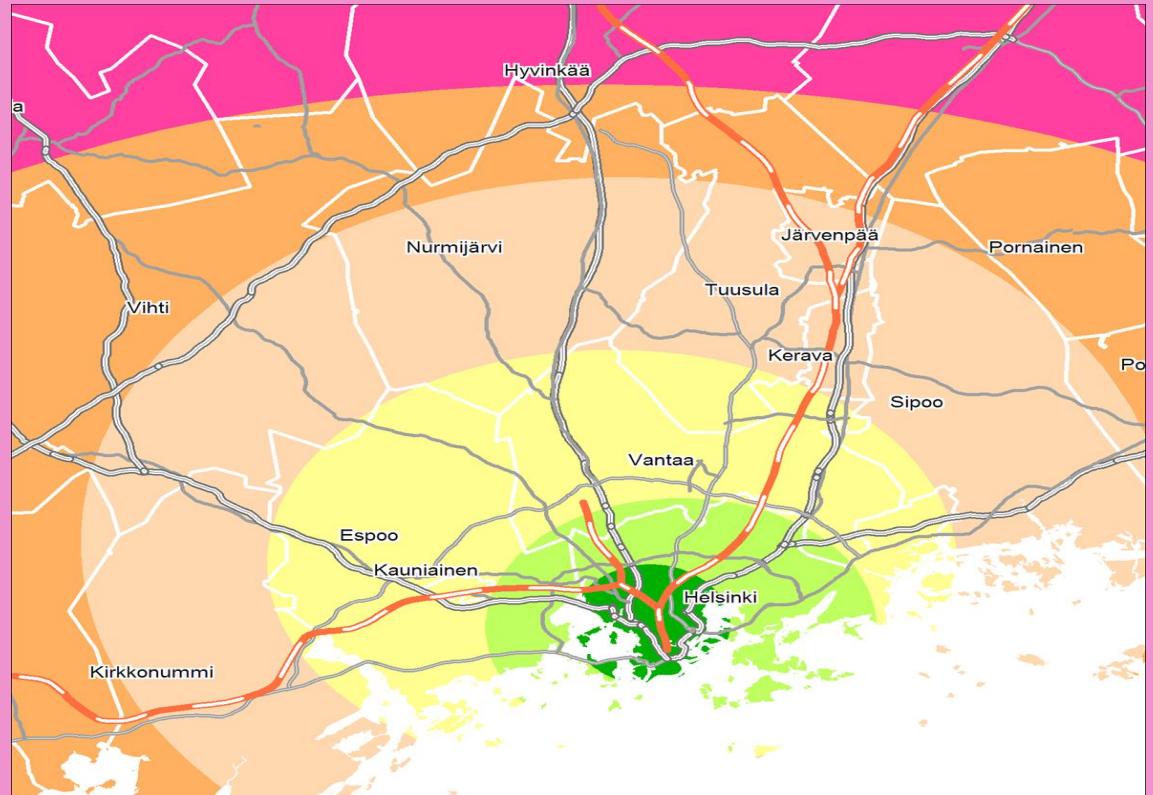 Hyvinkää
a
Järvenpää
Nurmijärvi
Pornainen
Tuusula
Vihti
Kerava
Po
Sipoo
Vantaa
Espoo
Kauniainen
Helsinki
Kirkkonummi